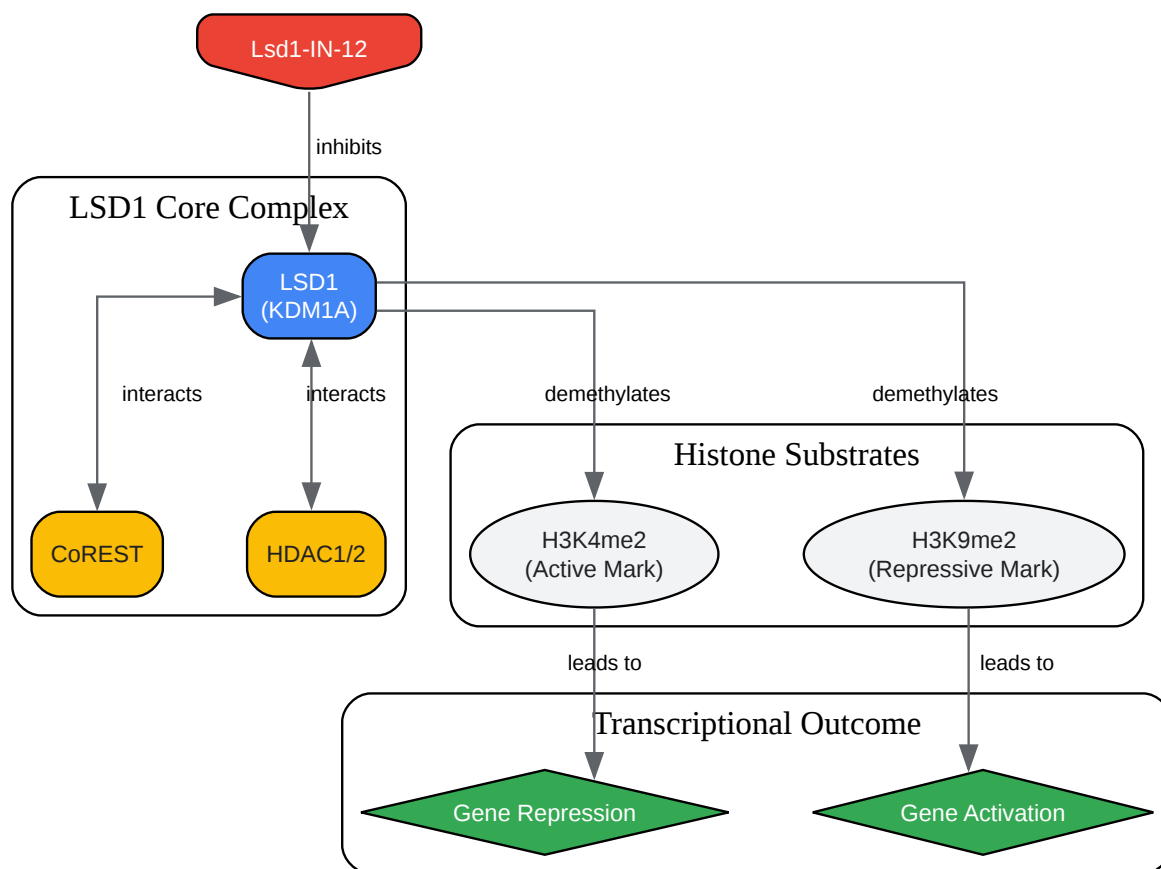 Lsd1-IN-12
inhibits
LSD1 Core Complex
LSD1
(KDM1A)
interacts
interacts
demethylates
demethylates
CoREST
HDAC1/2
Histone Substrates
H3K4me2
(Active Mark)
H3K9me2
(Repressive Mark)
leads to
leads to
Transcriptional Outcome
Gene Repression
Gene Activation